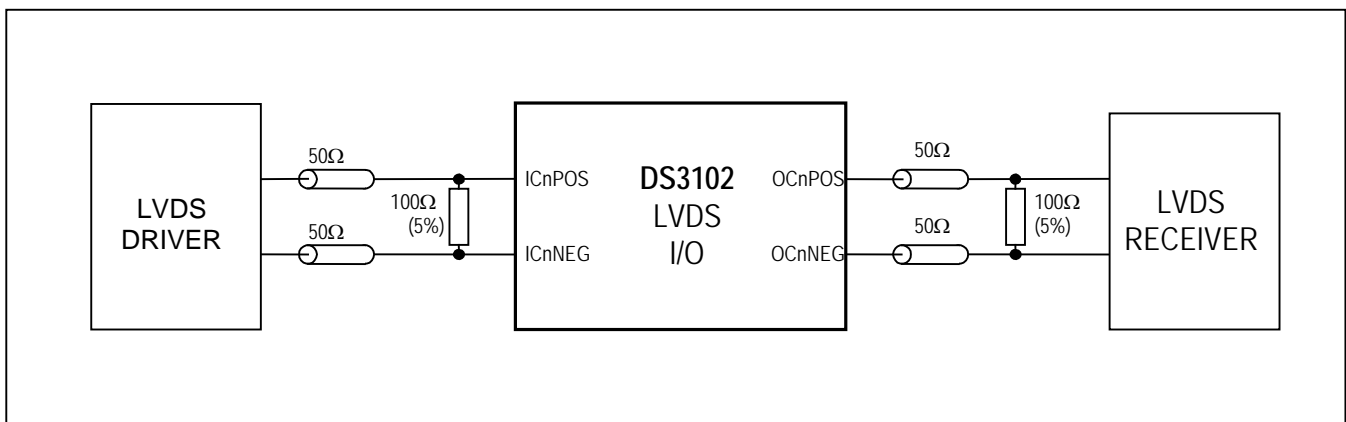 LVDS
DRIVER
50Ω
50Ω
100Ω
(5%)
ICnPOS
ICnNEG
DS3102
LVDS
I/O
OCnPOS
OCnNEG
50Ω
50Ω
100Ω
(5%)
LVDS
RECEIVER